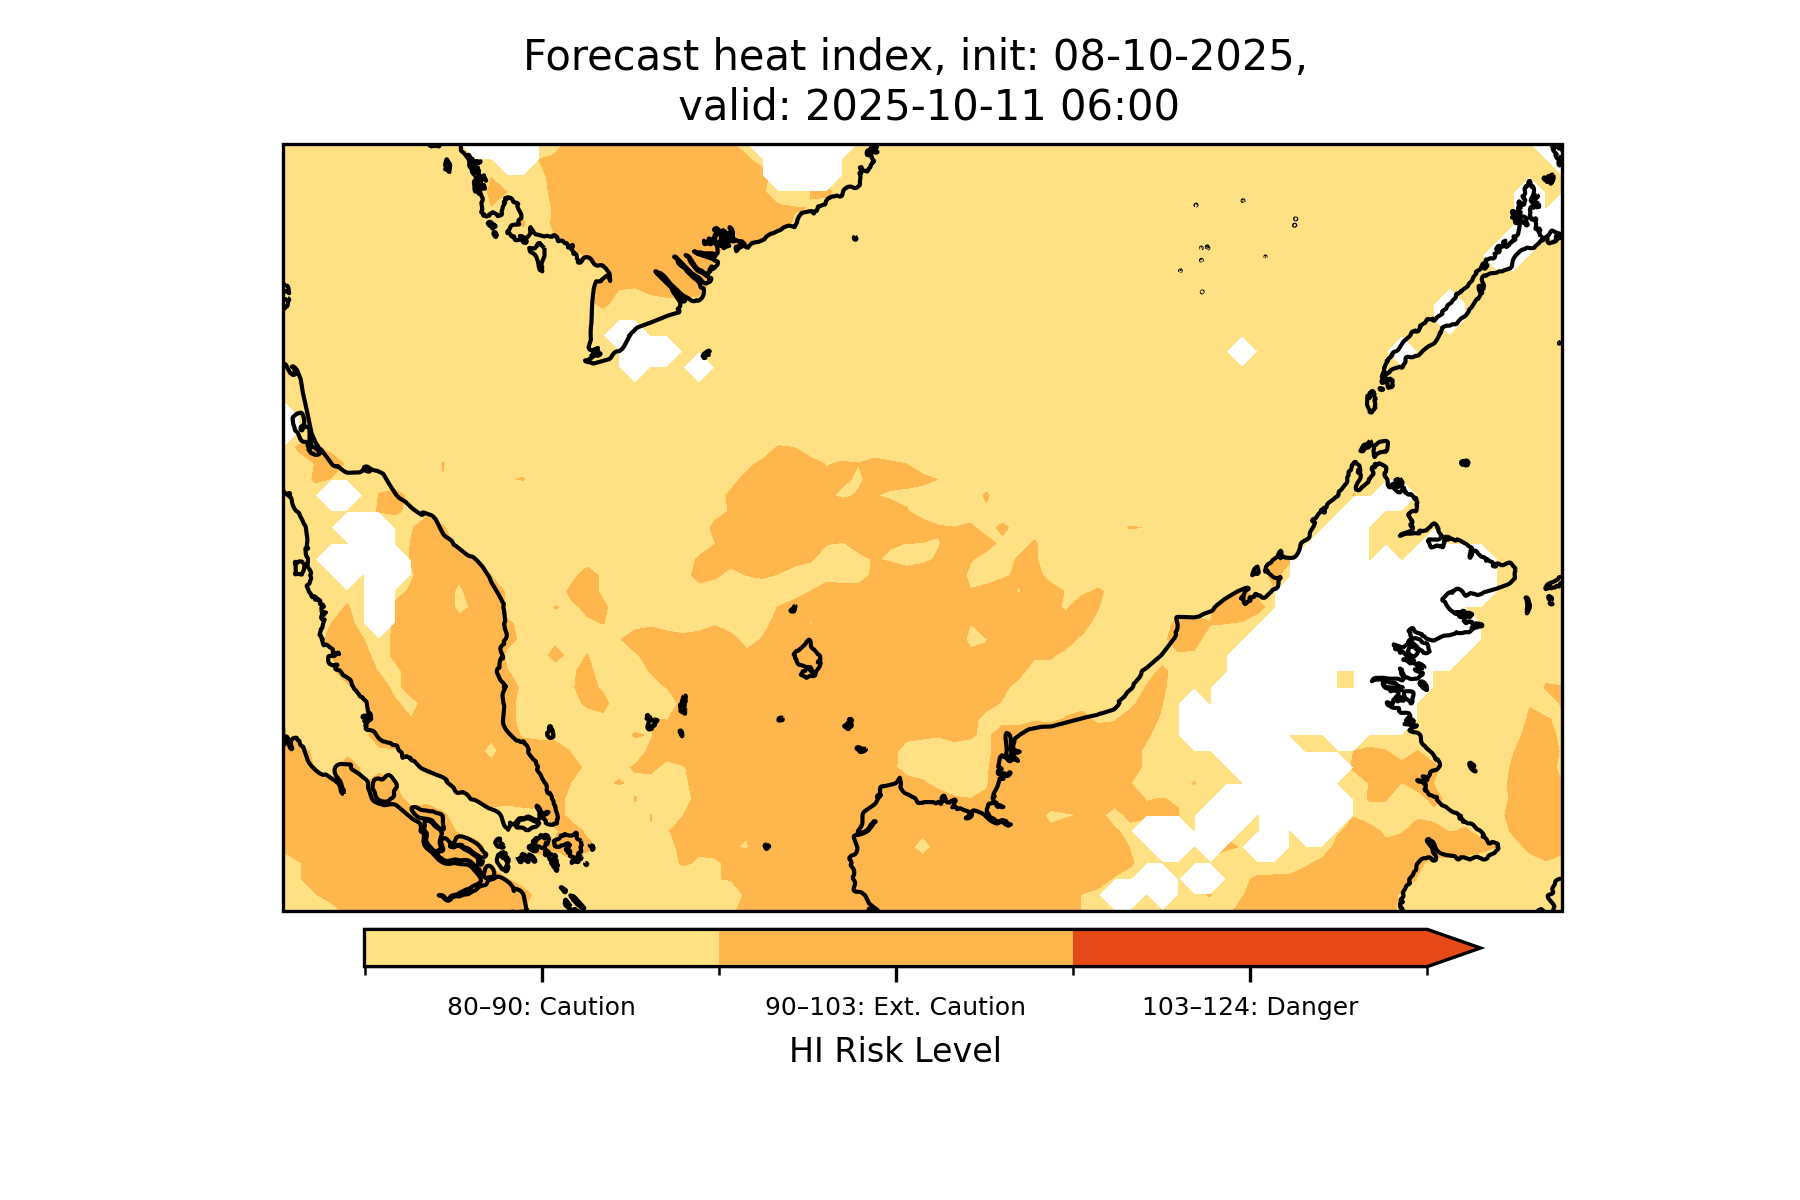 Forecast heat index, init: 08-10-2025,
valid: 2025-10-11 06:00
80–90: Caution
90–103: Ext. Caution
103–124: Danger
HI Risk Level